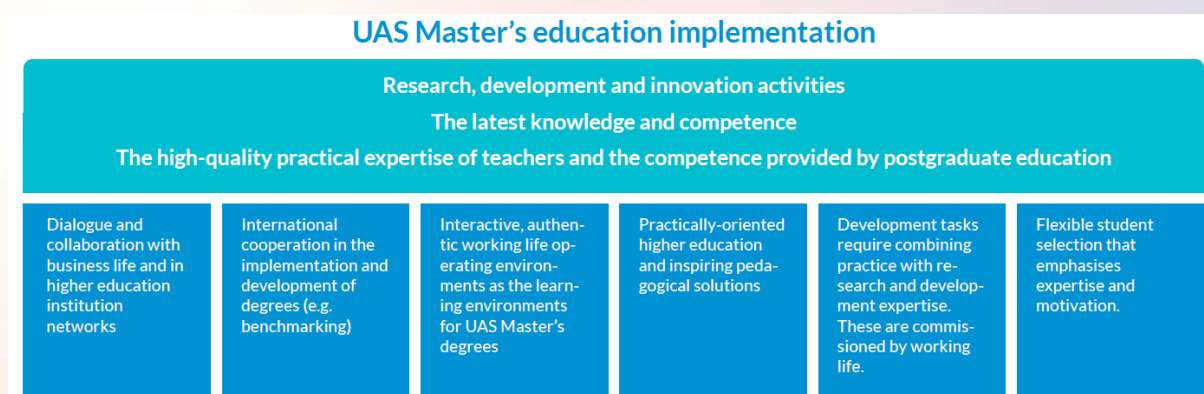 UAS Master's education implementation
Research, development and innovation activities
The latest knowledge and competence
The high-quality practical expertise of teachers and the competence provided by postgraduate education
Dialogue and
collaboration with
business life and in
higher education
institution
networks
International
cooperation in the
implementation and
development of
degrees (e.g.
benchmarking)
Interactive, authen-
tic working life op-
erating environ-
ments as the learn-
ing environments
for UAS Master's
degrees
Practically-oriented
higher education
and inspiring peda-
gogical solutions
Development tasks
require combining
practice with re-
search and develop-
ment expertise.
These are commis-
sioned by working
life.
Flexible student
selection that
emphasises
expertise and
motivation.